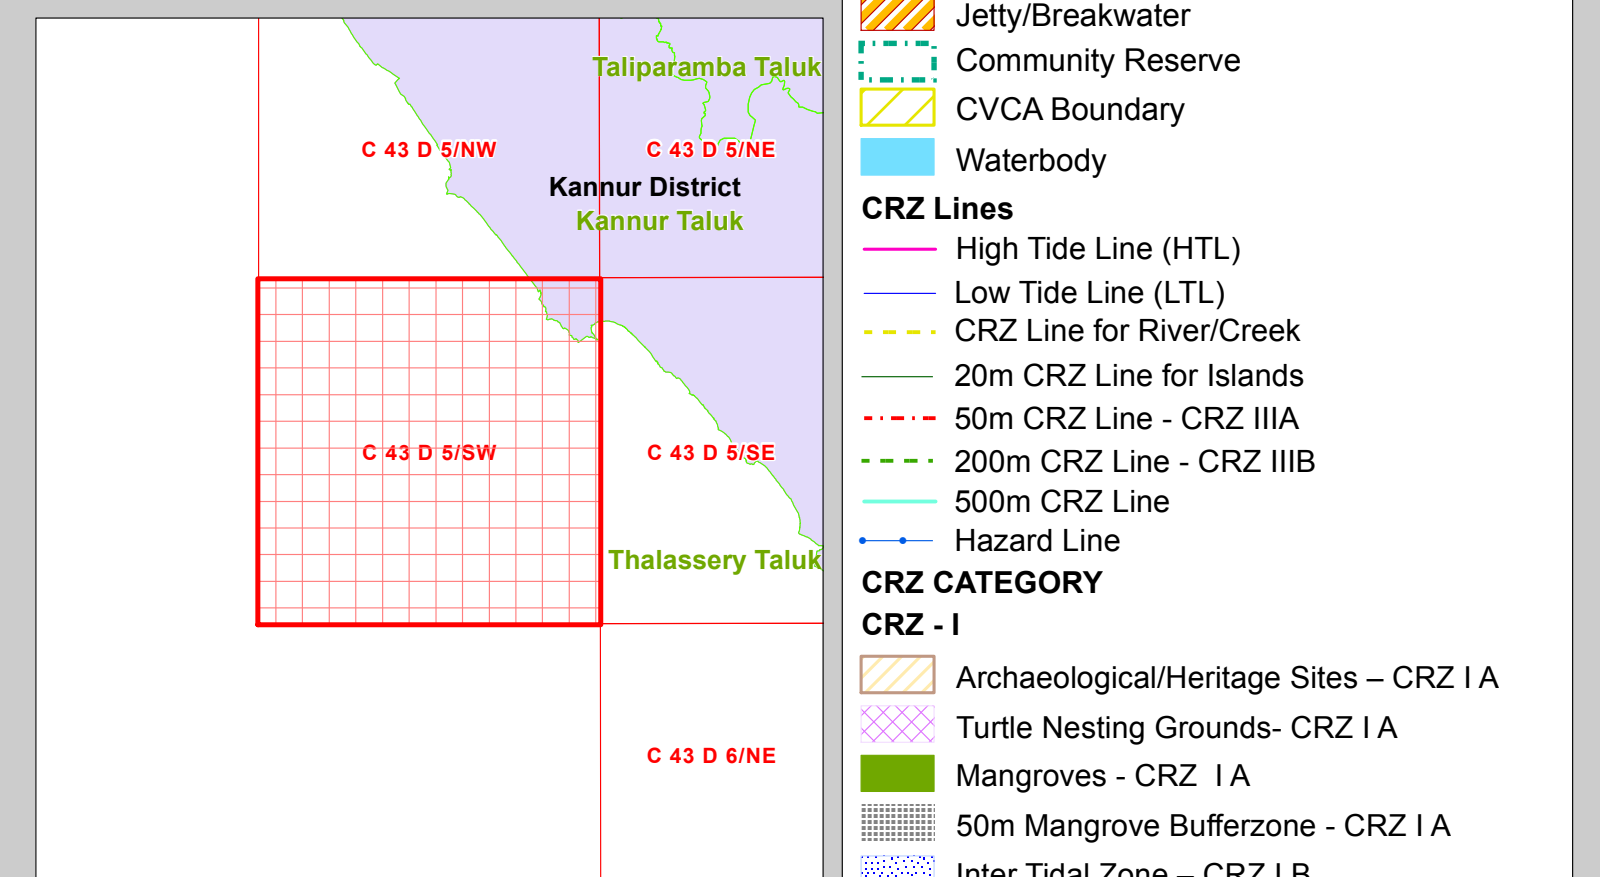 Taliparamba Taluk
C 43 D 5/NW
C 43 D 5/NE
Kannur District
Kannur Taluk
C 43 D 5/SW
C 43 D 5/SE
Thalassery Taluk
C 43 D 6/NE
Jetty/Breakwater
Community Reserve
CVCA Boundary
Waterbody
CRZ Lines
High Tide Line (HTL)
Low Tide Line (LTL)
CRZ Line for River/Creek
20m CRZ Line for Islands
50m CRZ Line - CRZ IIIA
200m CRZ Line - CRZ IIIB
500m CRZ Line
Hazard Line
CRZ CATEGORY
CRZ - I
Archaeological/Heritage Sites – CRZ I A
Turtle Nesting Grounds- CRZ I A
Mangroves - CRZ  I A
50m Mangrove Bufferzone - CRZ I A
Inter Tidal Zone – CRZ I B